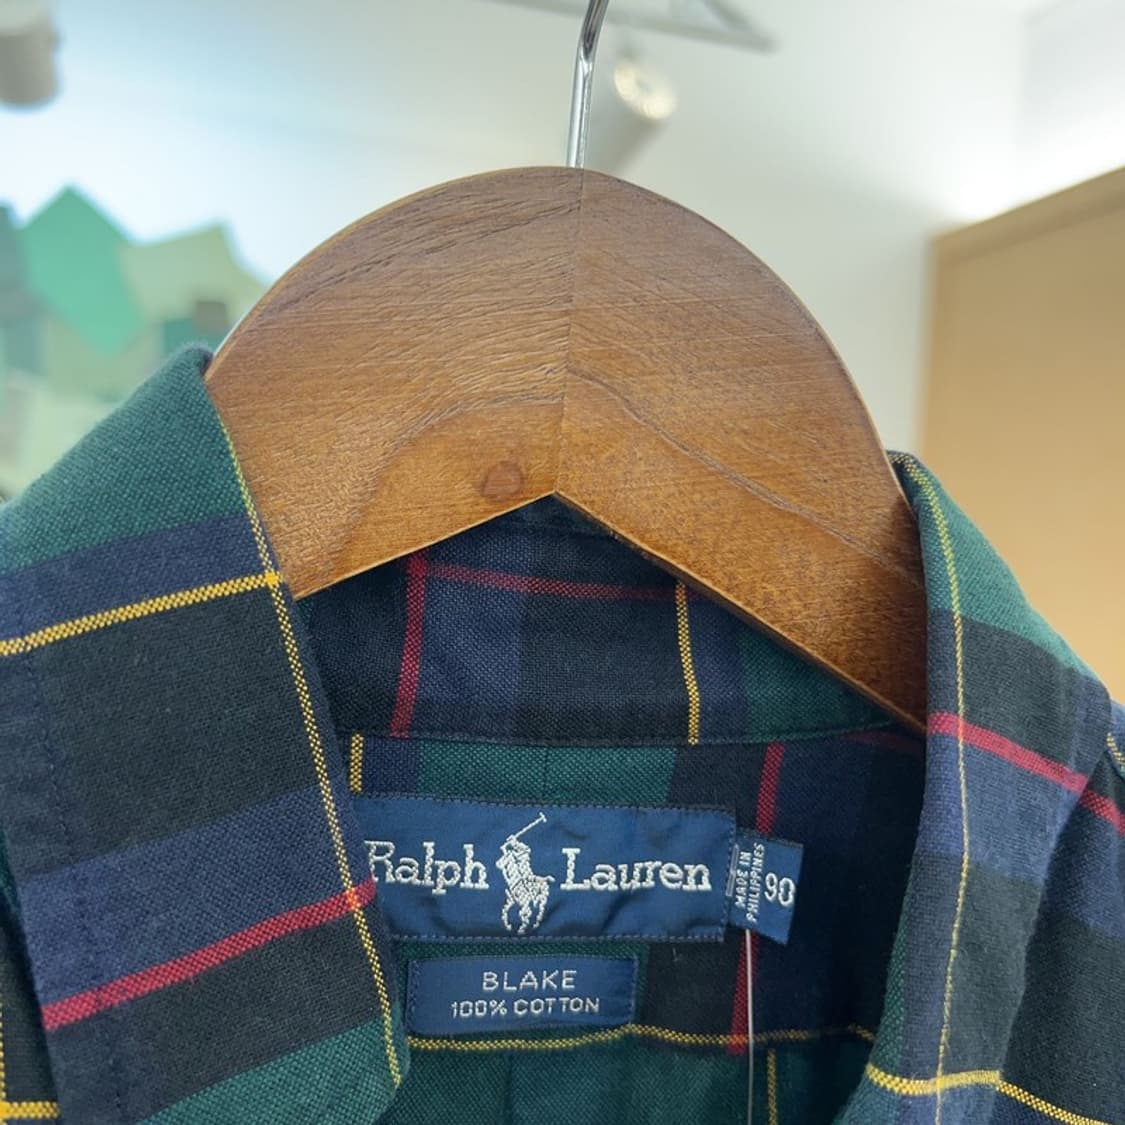 Ralph Lauren
MADE IN
PHILIPPINES
90
BLAKE
100% COTTON